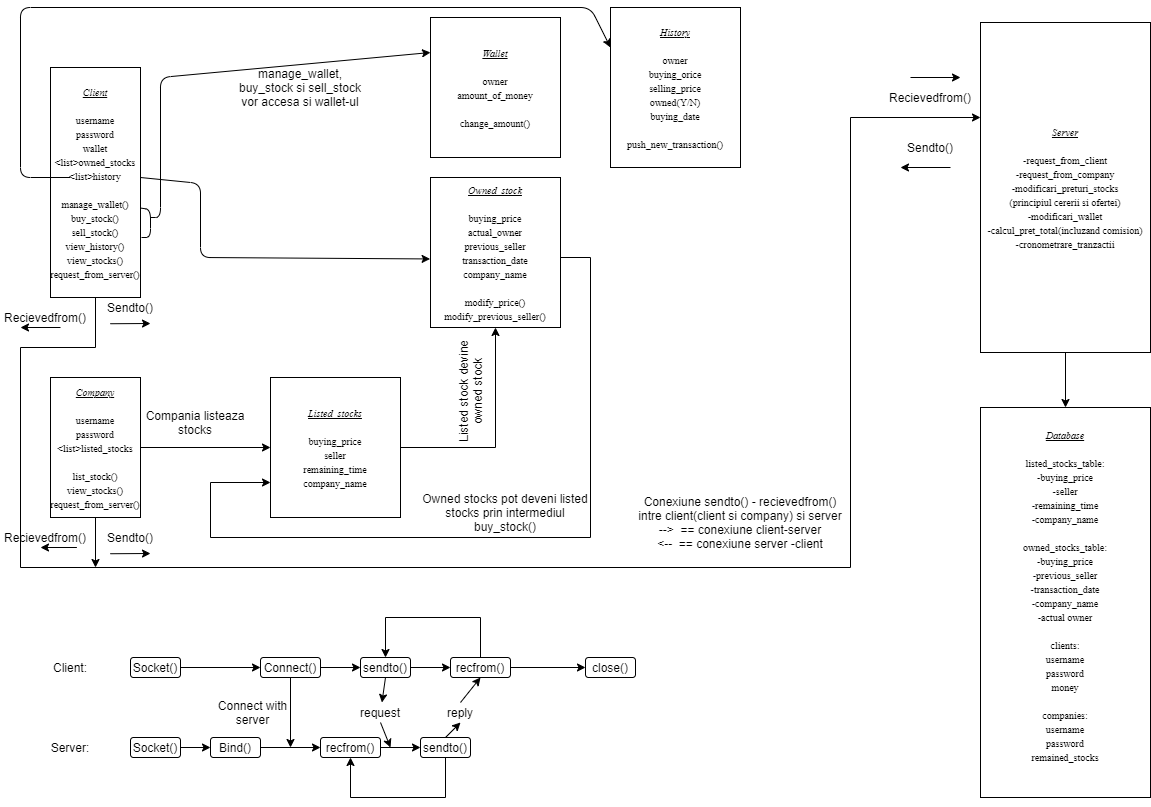 Client
username
password
wallet
<list>owned_stocks
<list>history
manage_wallet()
buy_stock()
sell_stock()
view_history()
view_stocks()
request_from_server()
manage_wallet,
buy_stock si sell_stock
vor accesa si wallet-ul
Wallet
owner
amount_of_money
change_amount()
History
owner
buying_orice
selling_price
owned(Y/N)
buying_date
push_new_transaction()
Recievedfrom()
Sendto()
Server
-request_from_client
-request_from_company
-modificari_preturi_stocks
(principiul cererii si ofertei)
-modificari_wallet
-calcul_pret_total(incluzand comision)
-cronometrare_tranzactii
Owned_stock
buying_price
actual_owner
previous_seller
transaction_date
company_name
modify_price()
modify_previous_seller()
Sendto()
Recievedfrom()
Company
username
password
<list>listed_stocks
list_stock()
view_stocks()
request_from_server()
Compania listeaza
stocks
Listed_stocks
buying_price
seller
remaining_time
company_name
Listed stock devine
owned stock
Owned stocks pot deveni listed
stocks prin intermediul
buy_stock()
Recievedfrom()
Sendto()
Conexiune sendto() - recievedfrom()
intre client(client si company) si server
--> == conexiune client-server
<-- == conexiune server -client
Database
listed_stocks_table:
-buying_price
-seller
-remaining_time
-company_name
owned_stocks_table:
-buying_price
-previous_seller
-transaction_date
-company_name
-actual owner
clients:
username
password
money
companies:
username
password
remained_stocks
Client:
Socket()
Connect()
sendto()
recfrom()
close()
Connect with
server
request
reply
Server:
Socket()
Bind()
recfrom()
sendto()